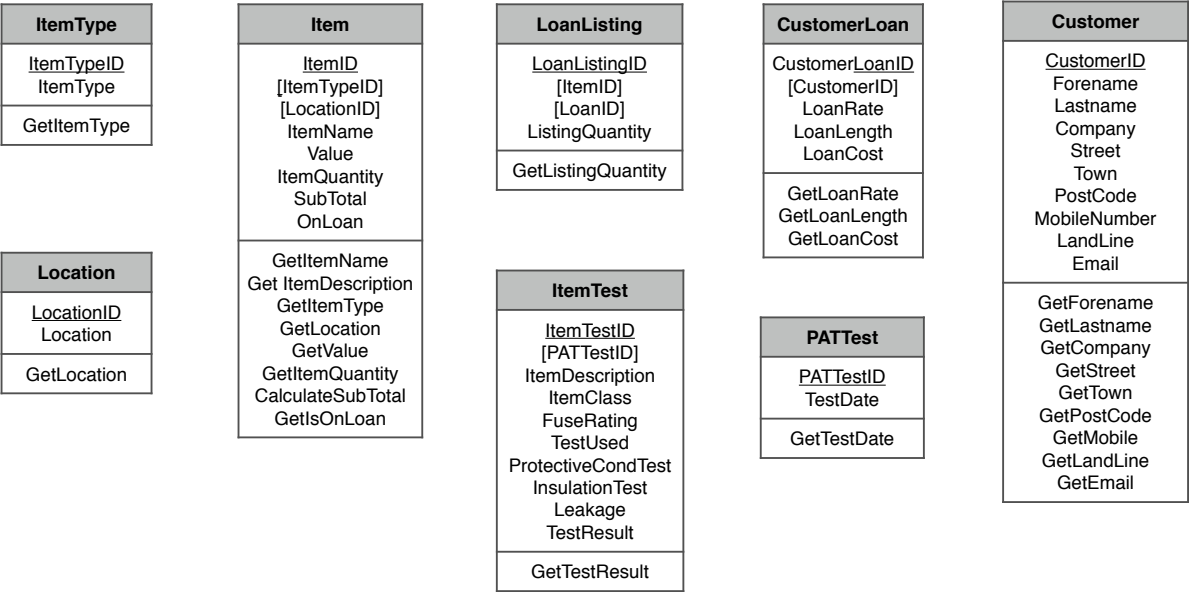 ItemType
ItemTypeID
ItemType
GetItemType
Item
ItemID
[ItemTypeID]
[LocationID]
ItemName
Value
ItemQuantity
SubTotal
OnLoan
GetItemName
Get ItemDescription
GetItemType
GetLocation
GetValue
GetItemQuantity
CalculateSubTotal
GetIsOnLoan
LoanListing
LoanListingID
[ItemID]
[LoanID]
ListingQuantity
GetListingQuantity
CustomerLoan
CustomerLoanID
[CustomerID]
LoanRate
LoanLength
LoanCost
GetLoanRate
GetLoanLength
GetLoanCost
Customer
CustomerID
Forename
Lastname
Company
Street
Town
PostCode
MobileNumber
LandLine
Email
GetForename
GetLastname
GetCompany
GetStreet
GetTown
GetPostCode
GetMobile
GetLandLine
GetEmail
Location
LocationID
Location
GetLocation
ItemTest
ItemTestID
[PATTestID]
ItemDescription
ItemClass
FuseRating
TestUsed
ProtectiveCondTest
InsulationTest
Leakage
TestResult
GetTestResult
PATTest
PATTestID
TestDate
GetTestDate